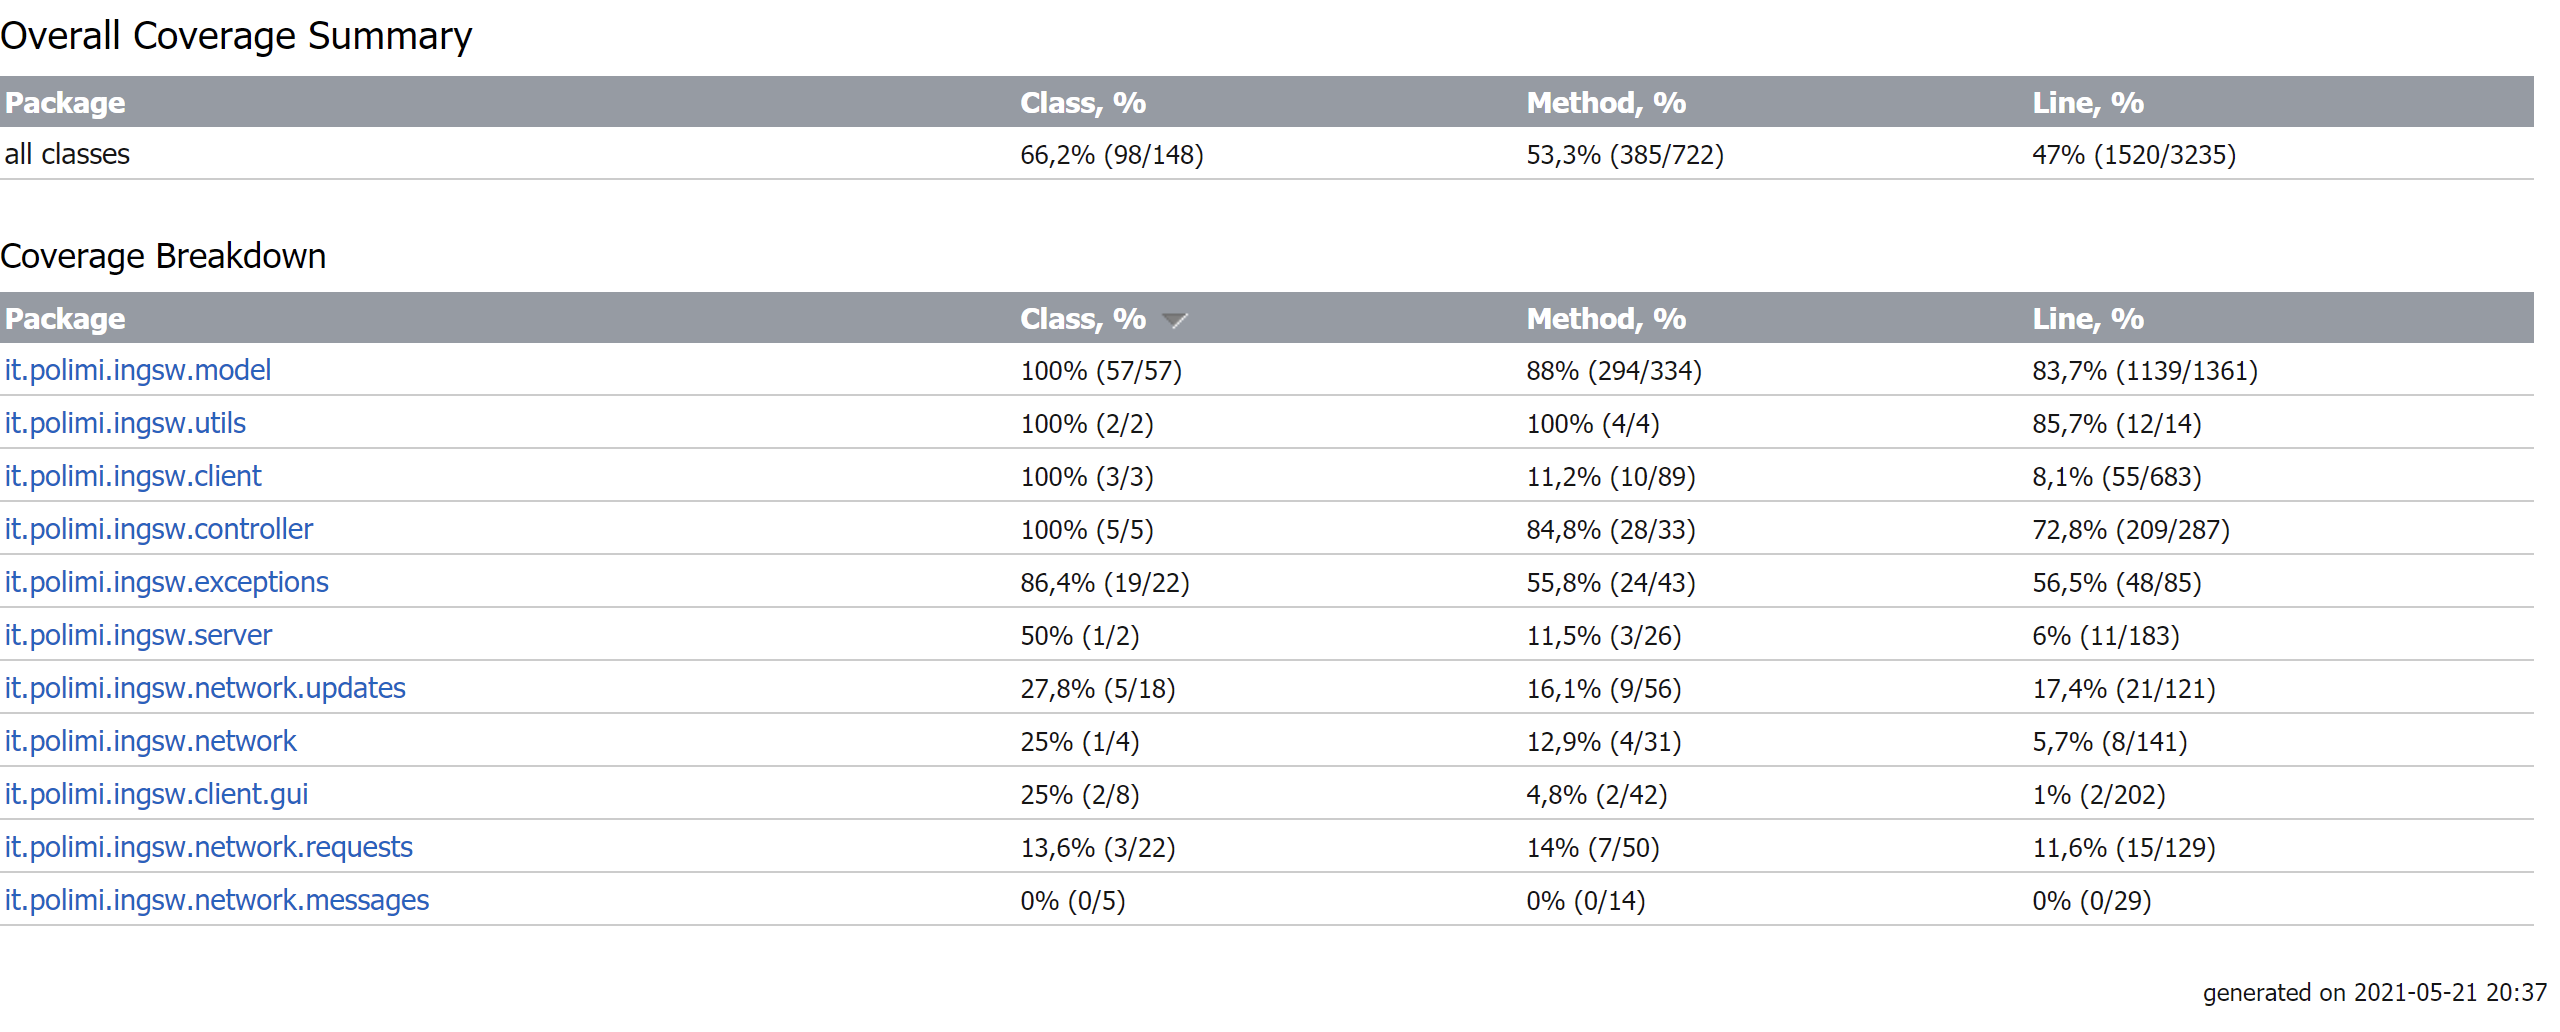 Overall Coverage Summary
Package Class, % Method, % Line, %
all classes 66,2% (98/148) 53,3% (385/722) 47% (1520/3235)
Coverage Breakdown
Package Class, % Method, % Line, %
it.polimi.ingsw.model 100% (57/57) 88% (294/334) 83,7% (1139/1361)
it.polimi.ingsw.utils 100% (2/2) 100% (4/4) 85,7% (12/14)
it.polimi.ingsw.client 100% (3/3) 11,2% (10/89) 8,1% (55/683)
it.polimi.ingsw.controller 100% (5/5) 84,8% (28/33) 72,8% (209/287)
it.polimi.ingsw.exceptions 86,4% (19/22) 55,8% (24/43) 56,5% (48/85)
it.polimi.ingsw.server 50% (1/2) 11,5% (3/26) 6% (11/183)
it.polimi.ingsw.network.updates 27,8% (5/18) 16,1% (9/56) 17,4% (21/121)
it.polimi.ingsw.network 25% (1/4) 12,9% (4/31) 5,7% (8/141)
it.polimi.ingsw.client.gui 25% (2/8) 4,8% (2/42) 1% (2/202)
it.polimi.ingsw.network.requests 13,6% (3/22) 14% (7/50) 11,6% (15/129)
it.polimi.ingsw.network.messages 0% (0/5) 0% (0/14) 0% (0/29)
generated on 2021-05-21 20:37